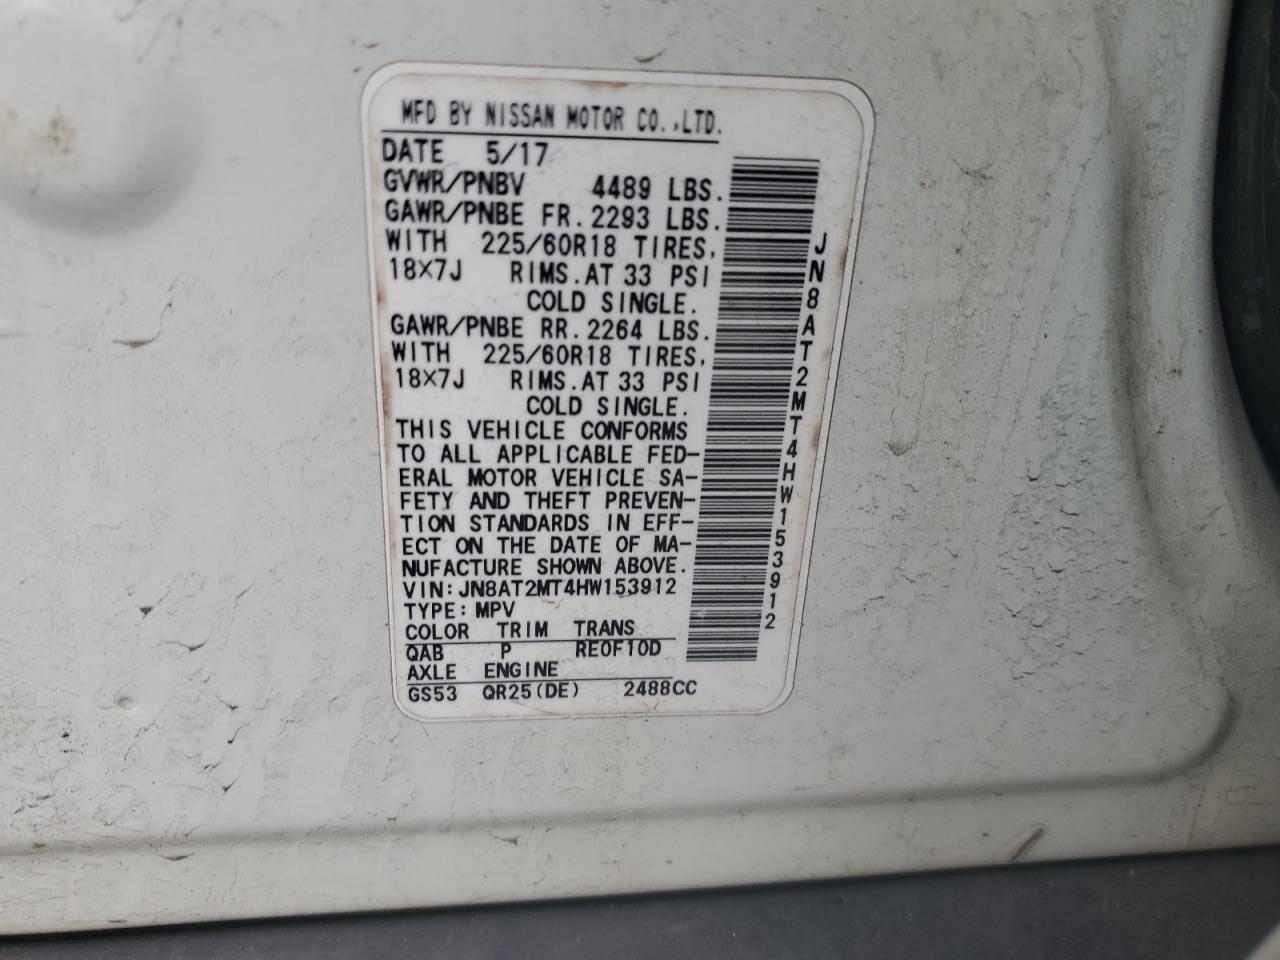 MFD BY NISSAN MOTOR CO.,LTD.
DATE 5/17
GVWR/PNBV 4489 LBS.
GAWR/PNBE FR. 2293 LBS.
WITH 225/60R18 TIRES,
18×7J RIMS. AT 33 PSI
COLD SINGLE.
GAWR/PNBE RR. 2264 LBS.
WITH 225/60R18 TIRES,
18×7J RIMS. AT 33 PSI
COLD SINGLE.
THIS VEHICLE CONFORMS
TO ALL APPLICABLE FED-
ERAL MOTOR VEHICLE SA-
FETY AND THEFT PREVEN-
TION STANDARDS IN EFF-
ECT ON THE DATE OF MA-
NUFACTURE SHOWN ABOVE.
VIN: JN8AT2MT4HW153912
TYPE: MPV
COLOR TRIM TRANS
QAB P RE0F10D
AXLE ENGINE
GS53 QR25(DE) 2488CC
JN8AT2MT4HW153912